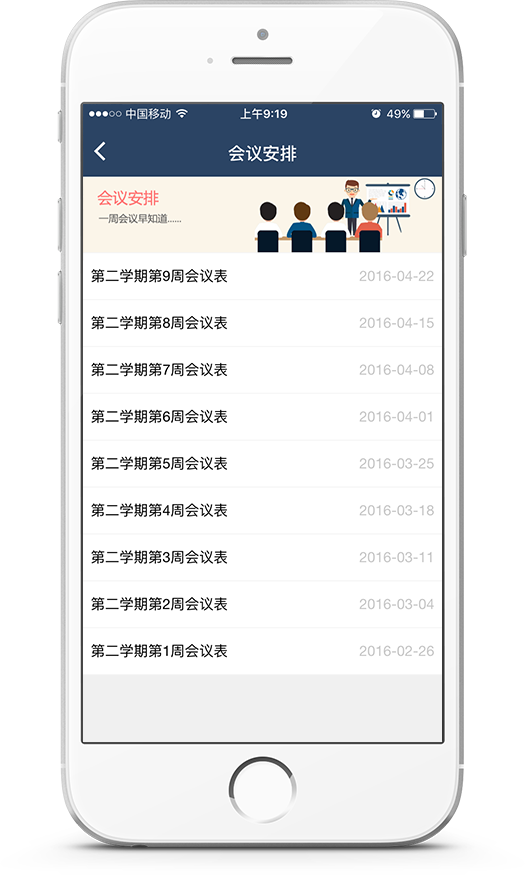 中国移动 上午9:19 49%
会议安排
会议安排
一周会议早知道......
第二学期第9周会议表 2016-04-22
第二学期第8周会议表 2016-04-15
第二学期第7周会议表 2016-04-08
第二学期第6周会议表 2016-04-01
第二学期第5周会议表 2016-03-25
第二学期第4周会议表 2016-03-18
第二学期第3周会议表 2016-03-11
第二学期第2周会议表 2016-03-04
第二学期第1周会议表 2016-02-26